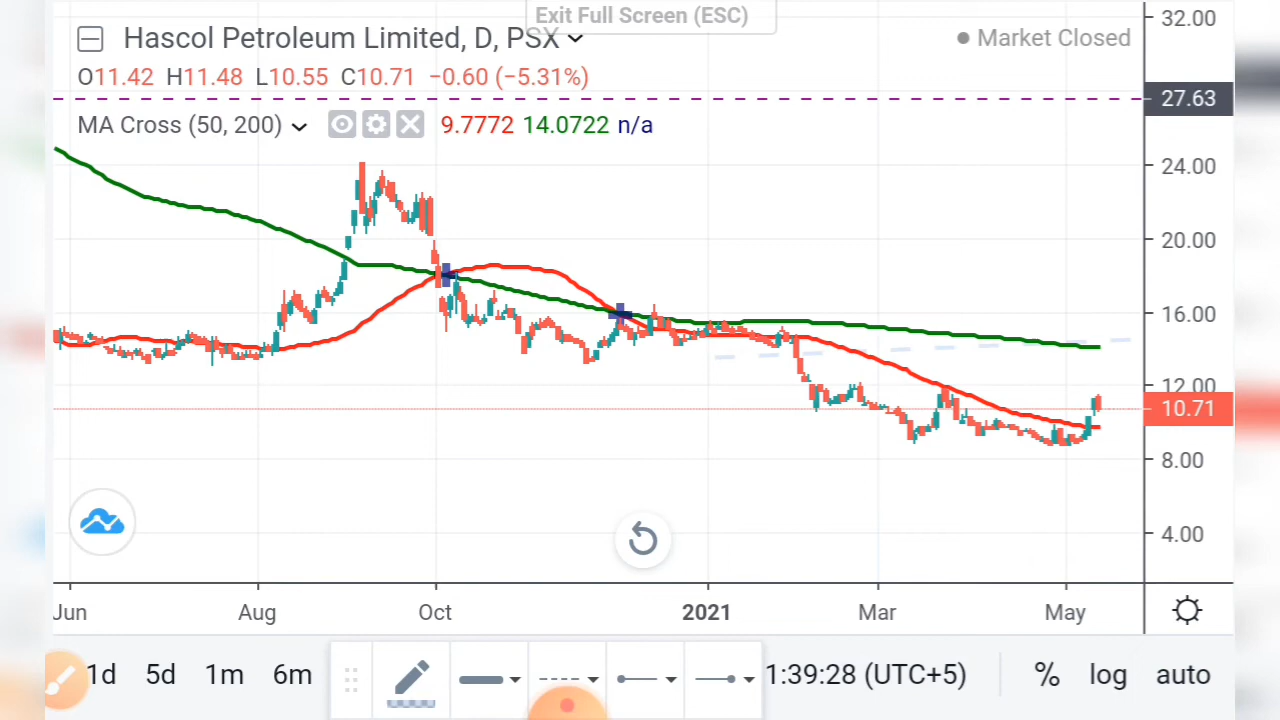 Exit Full Screen (ESC)
Hascol Petroleum Limited, D, PSX
Market Closed
O11.42 H11.48 L10.55 C10.71 −0.60 (−5.31%)
MA Cross (50, 200) 9.7772 14.0722 n/a
32.00
27.63
24.00
20.00
16.00
12.00
10.71
8.00
4.00
Jun Aug Oct 2021 Mar May
1d 5d 1m 6m 1:39:28 (UTC+5) % log auto